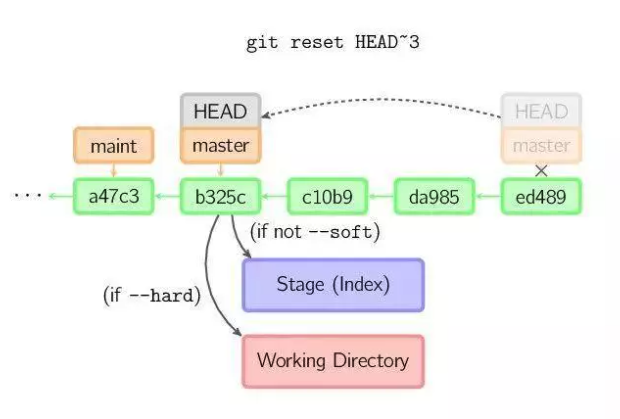 git reset HEAD~3
HEAD
HEAD
maint
master
master
... a47c3
b325c
c10b9
da985
ed489
(if not --soft)
Stage (Index)
(if --hard)
Working Directory